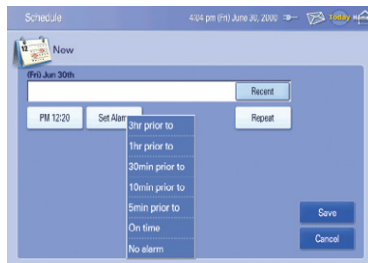 Schedule 4:04 pm (Fri) June 30, 2000 Today
12 Now
(Fri) Jun 30th
Recent
PM 12:20 Set Alarm Repeat
3hr prior to
1hr prior to
30min prior to
10min prior to
5min prior to
On time
No alarm
Save
Cancel